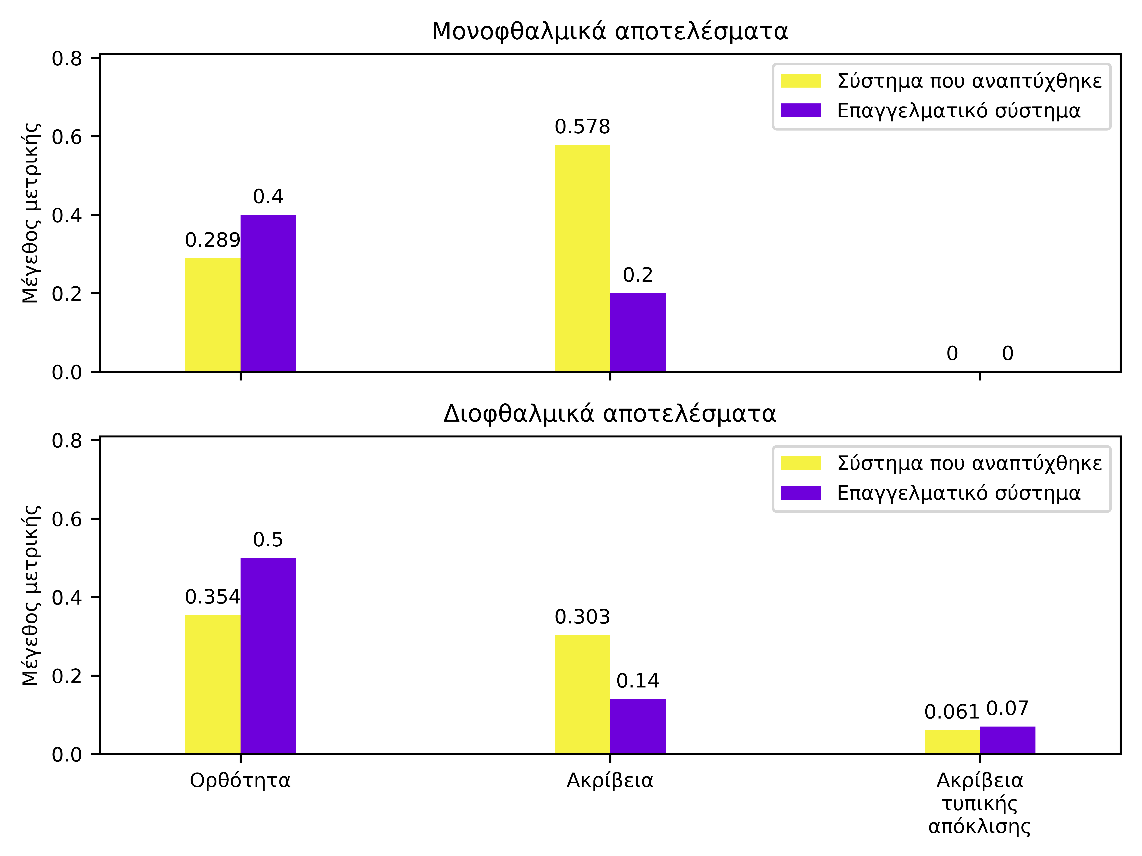 Μονοφθαλμικά αποτελέσματα
0.8
0.6
0.4
0.2
0.0
Μέγεθος μετρικής
Σύστημα που αναπτύχθηκε
Επαγγελματικό σύστημα
0.289
0.4
0.578
0.2
0
0
Διοφθαλμικά αποτελέσματα
0.8
0.6
0.4
0.2
0.0
Μέγεθος μετρικής
Σύστημα που αναπτύχθηκε
Επαγγελματικό σύστημα
0.354
0.5
0.303
0.14
0.061
0.07
Ορθότητα
Ακρίβεια
Ακρίβεια
τυπικής
απόκλισης